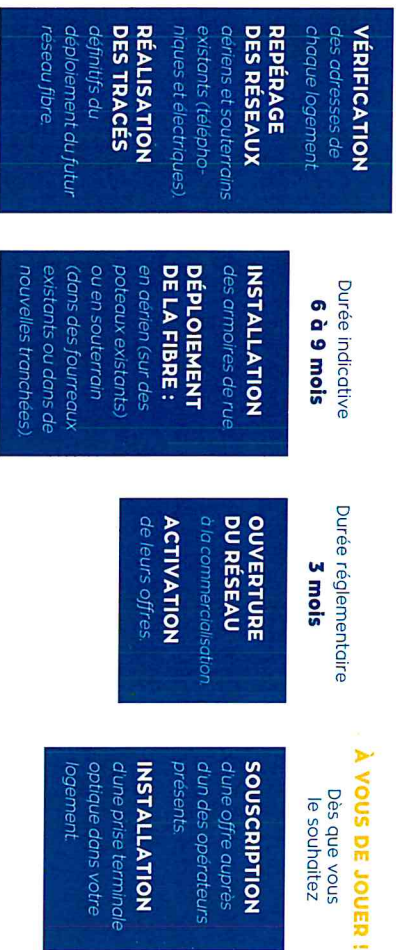 VÉRIFICATION
des adresses de
chaque logement.
REPÉRAGE
DES RÉSEAUX
aériens et souterrains
existants (télépho-
niques et électriques).
RÉALISATION
DES TRACÉS
définitifs du
déploiement du futur
réseau fibre.
Durée indicative
6 à 9 mois
INSTALLATION
des armoires de rue.
DÉPLOIEMENT
DE LA FIBRE :
en aérien (sur des
poteaux existants)
ou en souterrain
(dans des fourreaux
existants ou dans de
nouvelles tranchées).
Durée réglementaire
3 mois
OUVERTURE
DU RÉSEAU
à la commercialisation.
ACTIVATION
de leurs offres.
À VOUS DE JOUER !
Dès que vous
le souhaitez
SOUSCRIPTION
d'une offre auprès
d'un des opérateurs
présents.
INSTALLATION
d'une prise terminale
optique dans votre
logement.